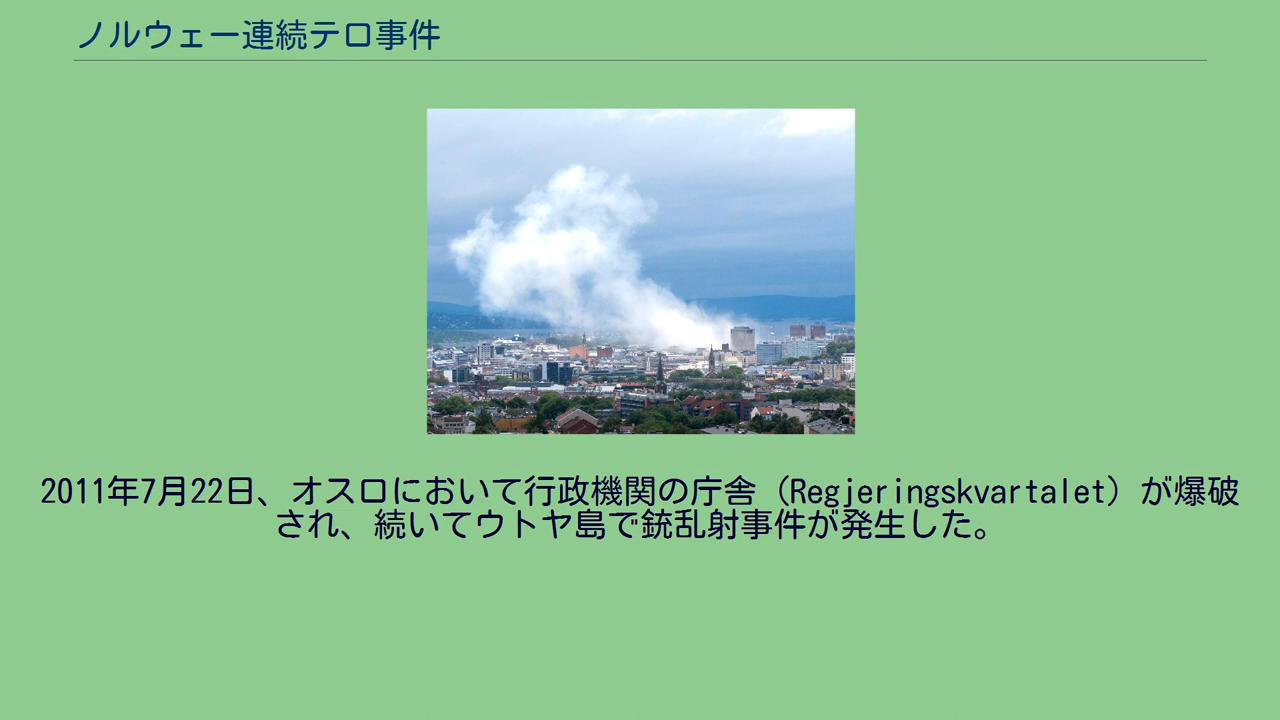 ノルウェー連続テロ事件
2011年7月22日、オスロにおいて行政機関の庁舎（Regjeringskvartalet）が爆破
され、続いてウトヤ島で銃乱射事件が発生した。